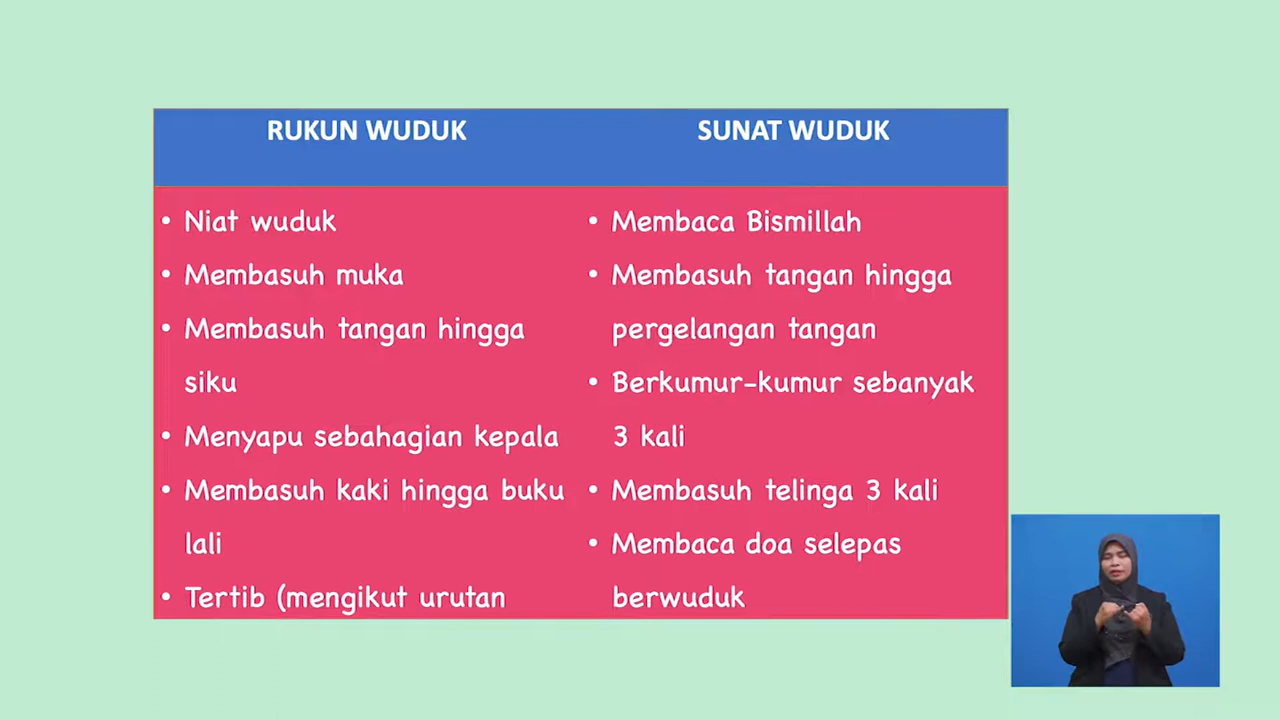 RUKUN WUDUK
• Niat wuduk
• Membasuh muka
• Membasuh tangan hingga
siku
• Menyapu sebahagian kepala
• Membasuh kaki hingga buku
lali
• Tertib (mengikut urutan
SUNAT WUDUK
• Membaca Bismillah
• Membasuh tangan hingga
pergelangan tangan
• Berkumur-kumur sebanyak
3 kali
• Membasuh telinga 3 kali
• Membaca doa selepas
berwuduk